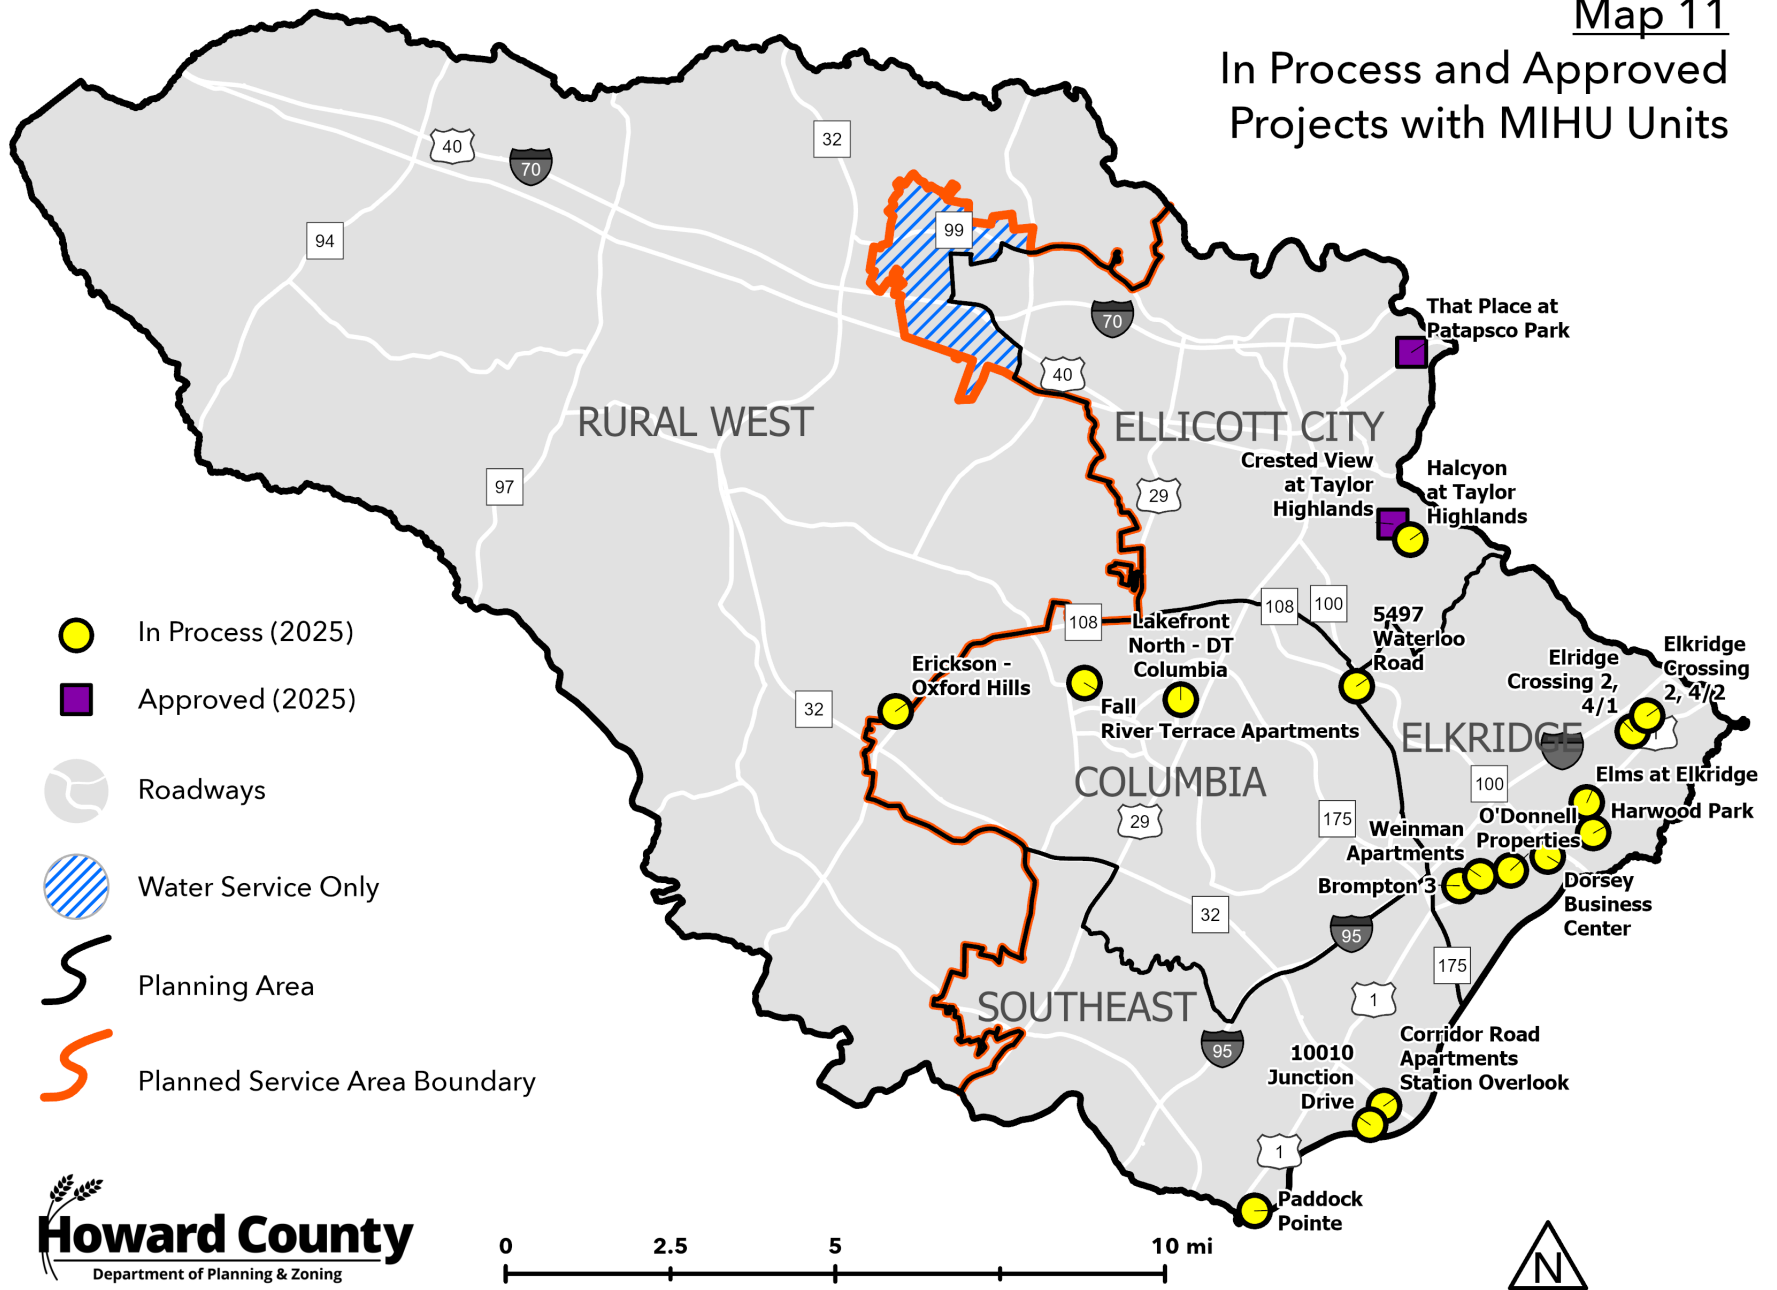 Map 11
In Process and Approved
Projects with MIHU Units
40
70
32
94
99
70
That Place at
Patapsco Park
40
RURAL WEST
ELLICOTT CITY
Crested View
at Taylor
Highlands
Halcyon
at Taylor
Highlands
97
29
108
108
100
Lakefront
North - DT
Columbia
5497
Waterloo
Road
Erickson -
Oxford Hills
Elridge
Crossing 2,
4/1
Elkridge
Crossing
2, 4/2
32
Fall
River Terrace Apartments
ELKRIDGE
1
COLUMBIA
100
Elms at Elkridge
29
175
Weinman
Apartments
O'Donnell
Properties
Harwood Park
Brompton 3
Dorsey
Business
Center
32
95
175
SOUTHEAST
1
95
10010
Junction
Drive
Corridor Road
Apartments
Station Overlook
1
Paddock
Pointe
In Process (2025)
Approved (2025)
Roadways
Water Service Only
Planning Area
Planned Service Area Boundary
Howard County
Department of Planning & Zoning
0 2.5 5 10 mi
N